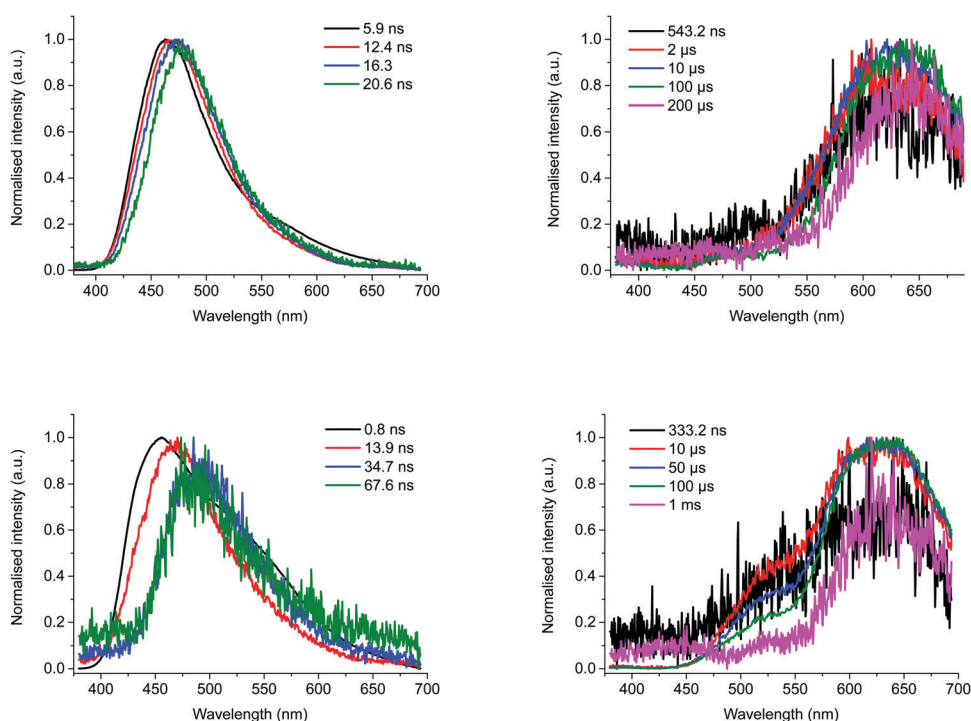 Normalised intensity (a.u.)
1.0
0.8
0.6
0.4
0.2
0.0
5.9 ns
12.4 ns
16.3
20.6 ns
400 450 500 550 600 650 700
Wavelength (nm)
Normalised intensity (a.u.)
1.0
0.8
0.6
0.4
0.2
0.0
543.2 ns
2 µs
10 µs
100 µs
200 µs
400 450 500 550 600 650
Wavelength (nm)
Normalised intensity (a.u.)
1.0
0.8
0.6
0.4
0.2
0.0
0.8 ns
13.9 ns
34.7 ns
67.6 ns
400 450 500 550 600 650 700
Wavelength (nm)
Normalised intensity (a.u.)
1.0
0.8
0.6
0.4
0.2
0.0
333.2 ns
10 µs
50 µs
100 µs
1 ms
400 450 500 550 600 650 700
Wavelength (nm)